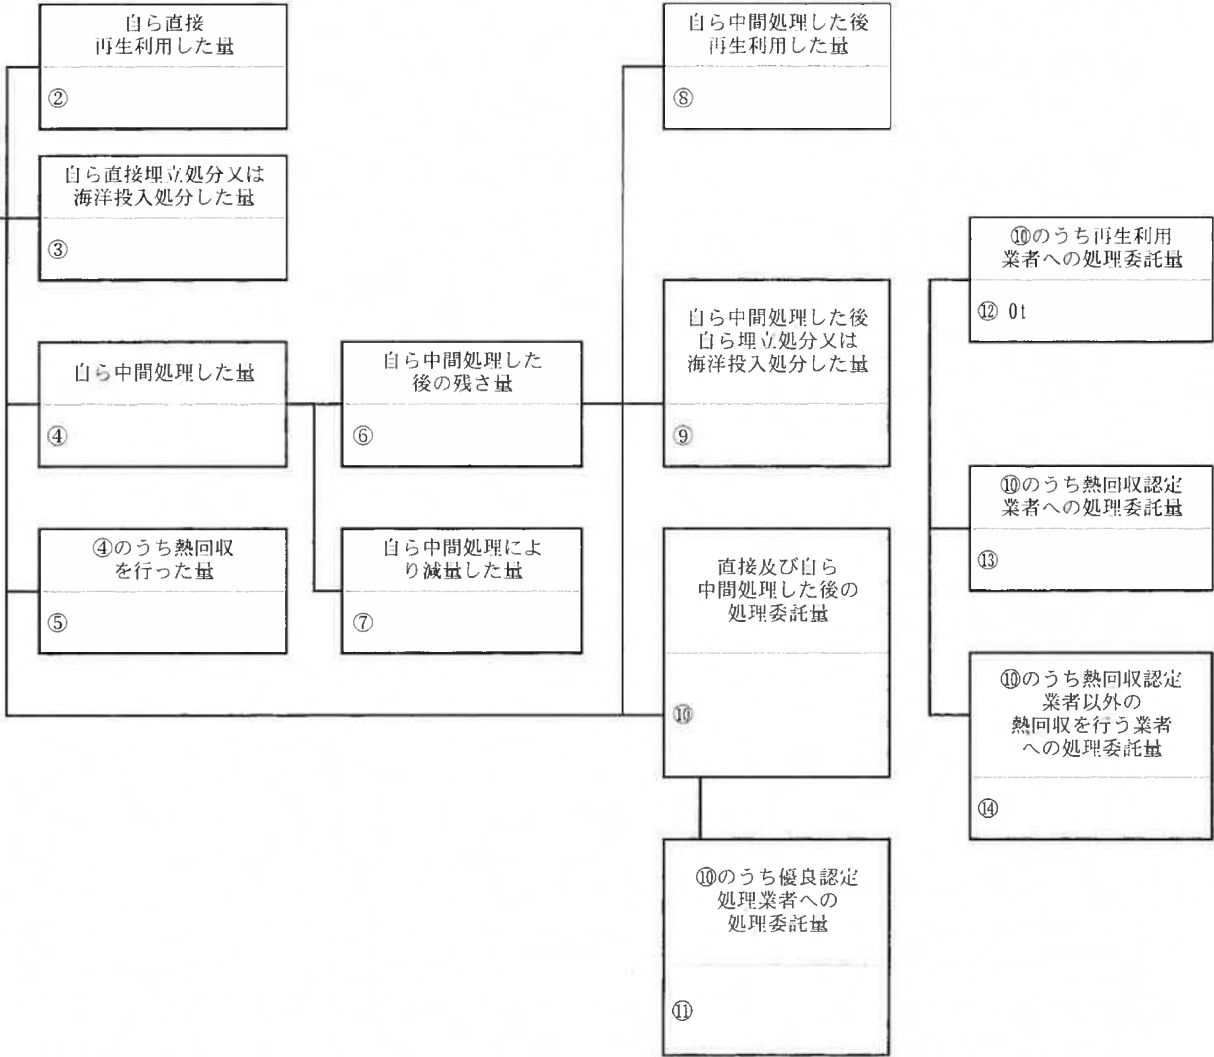 自ら直接
再生利用した量
②
自ら直接埋立処分又は
海洋投入処分した量
③
自ら中間処理した量
④
④のうち熱回収
を行った量
⑤
自ら中間処理した
後の残さ量
⑥
自ら中間処理によ
り減量した量
⑦
自ら中間処理した後
再生利用した量
⑧
自ら中間処理した後
自ら埋立処分又は
海洋投入処分した量
⑨
直接及び自ら
中間処理した後の
処理委託量
⑩
⑩のうち優良認定
処理業者への
処理委託量
⑪
⑩のうち再生利用
業者への処理委託量
⑫ 0t
⑩のうち熱回収認定
業者への処理委託量
⑬
⑩のうち熱回収認定
業者以外の
熱回収を行う業者
への処理委託量
⑭